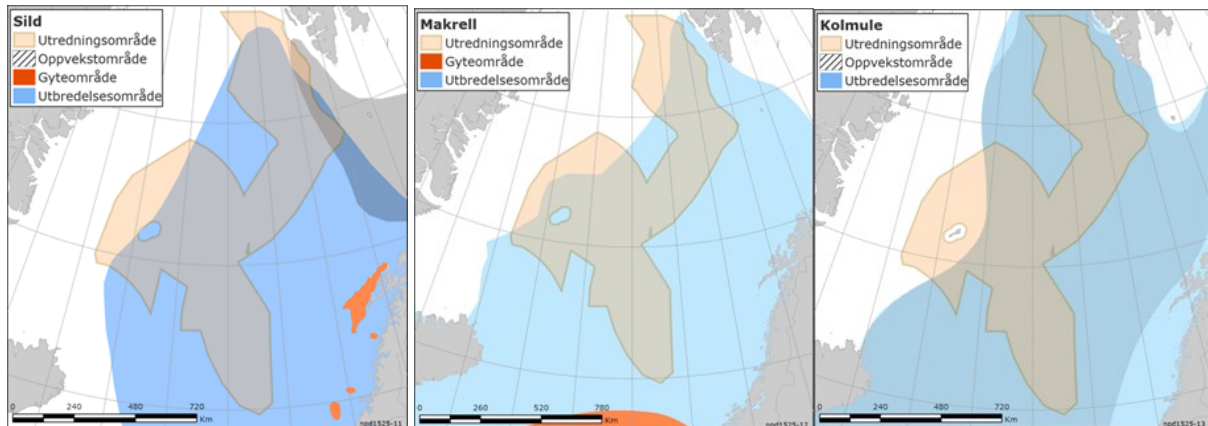 Sild
Utredningsområde
Oppvekstområde
Gyteområde
Utbredelsesområde
0 240 480 720
Km
npd1525-11
Makrell
Utredningsområde
Gyteområde
Utbredelsesområde
0 260 520 780
Km
npd1525-12
Kolmule
Utredningsområde
Oppvekstområde
Utbredelsesområde
0 240 480 720
Km
npd1525-13